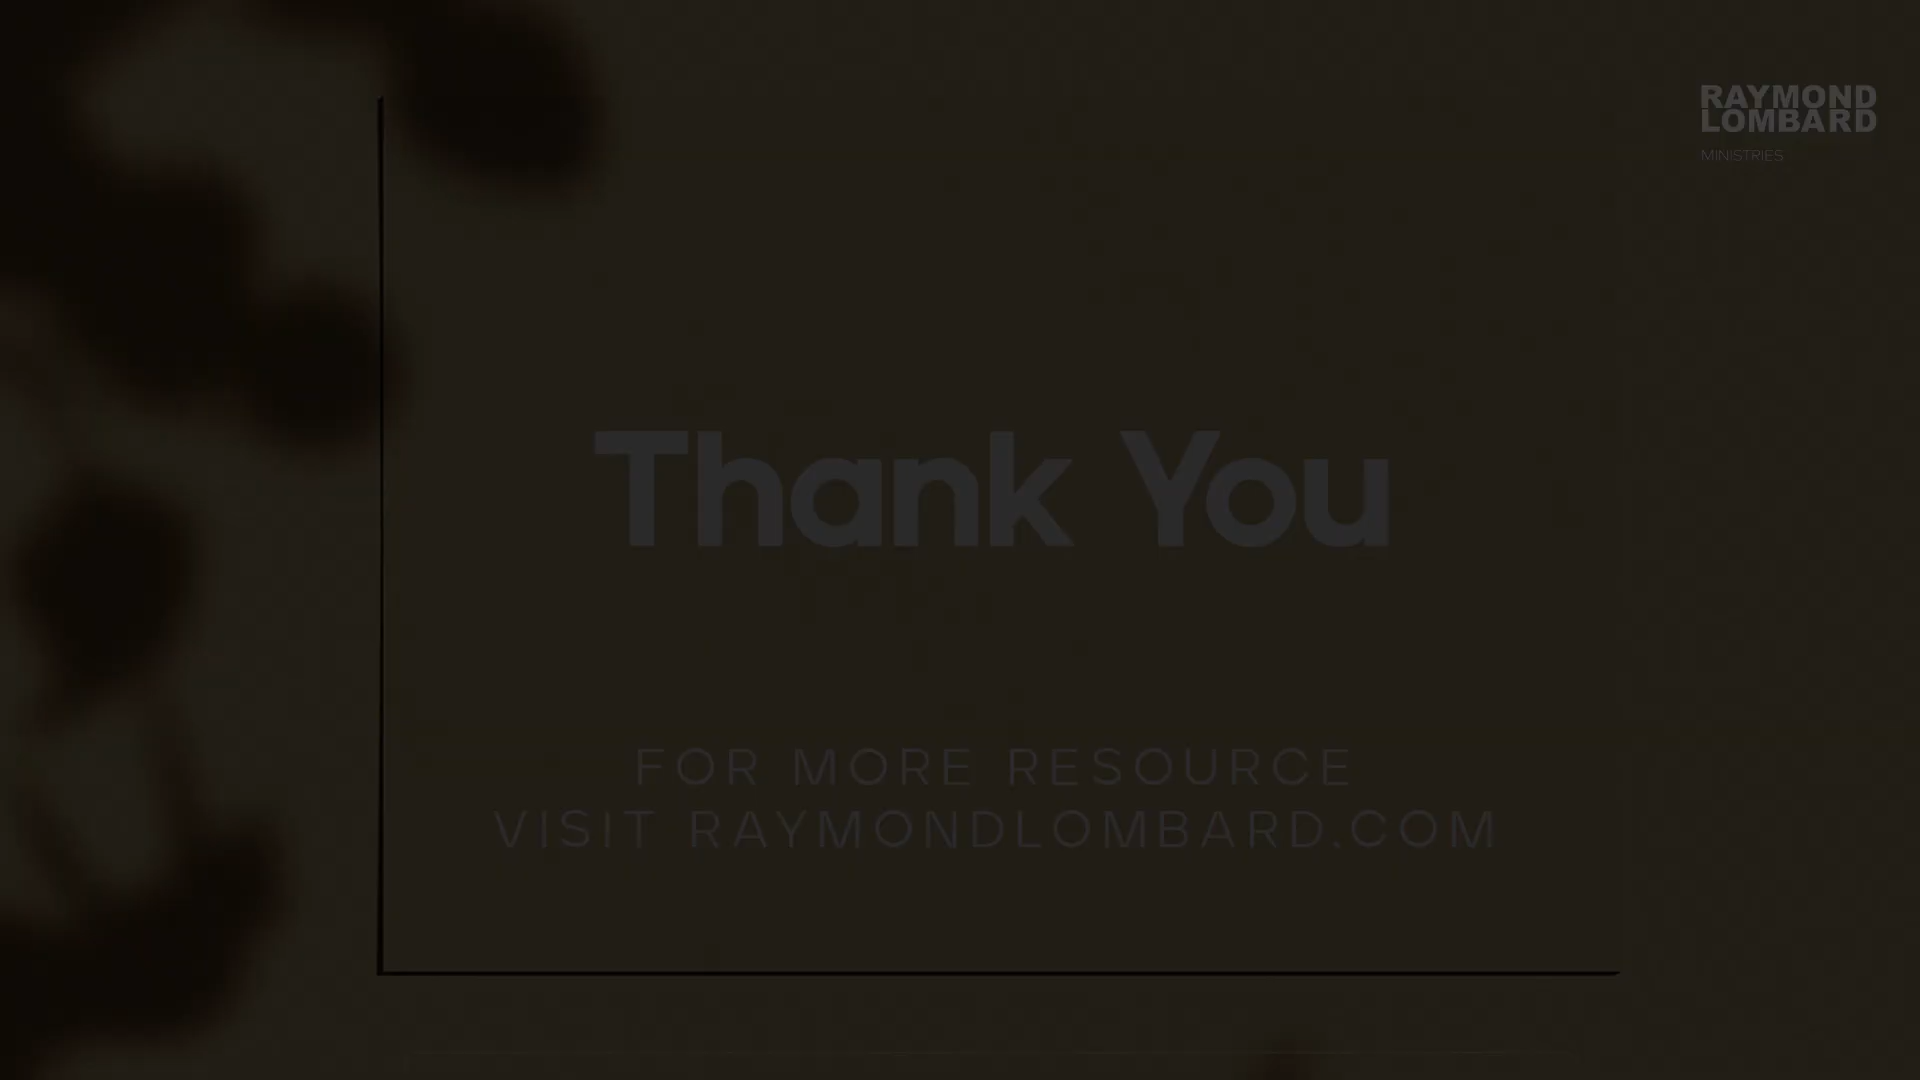 RAYMOND
LOMBARD
MINISTRIES
Thank You
FOR MORE RESOURCE
VISIT RAYMONDLOMBARD.COM